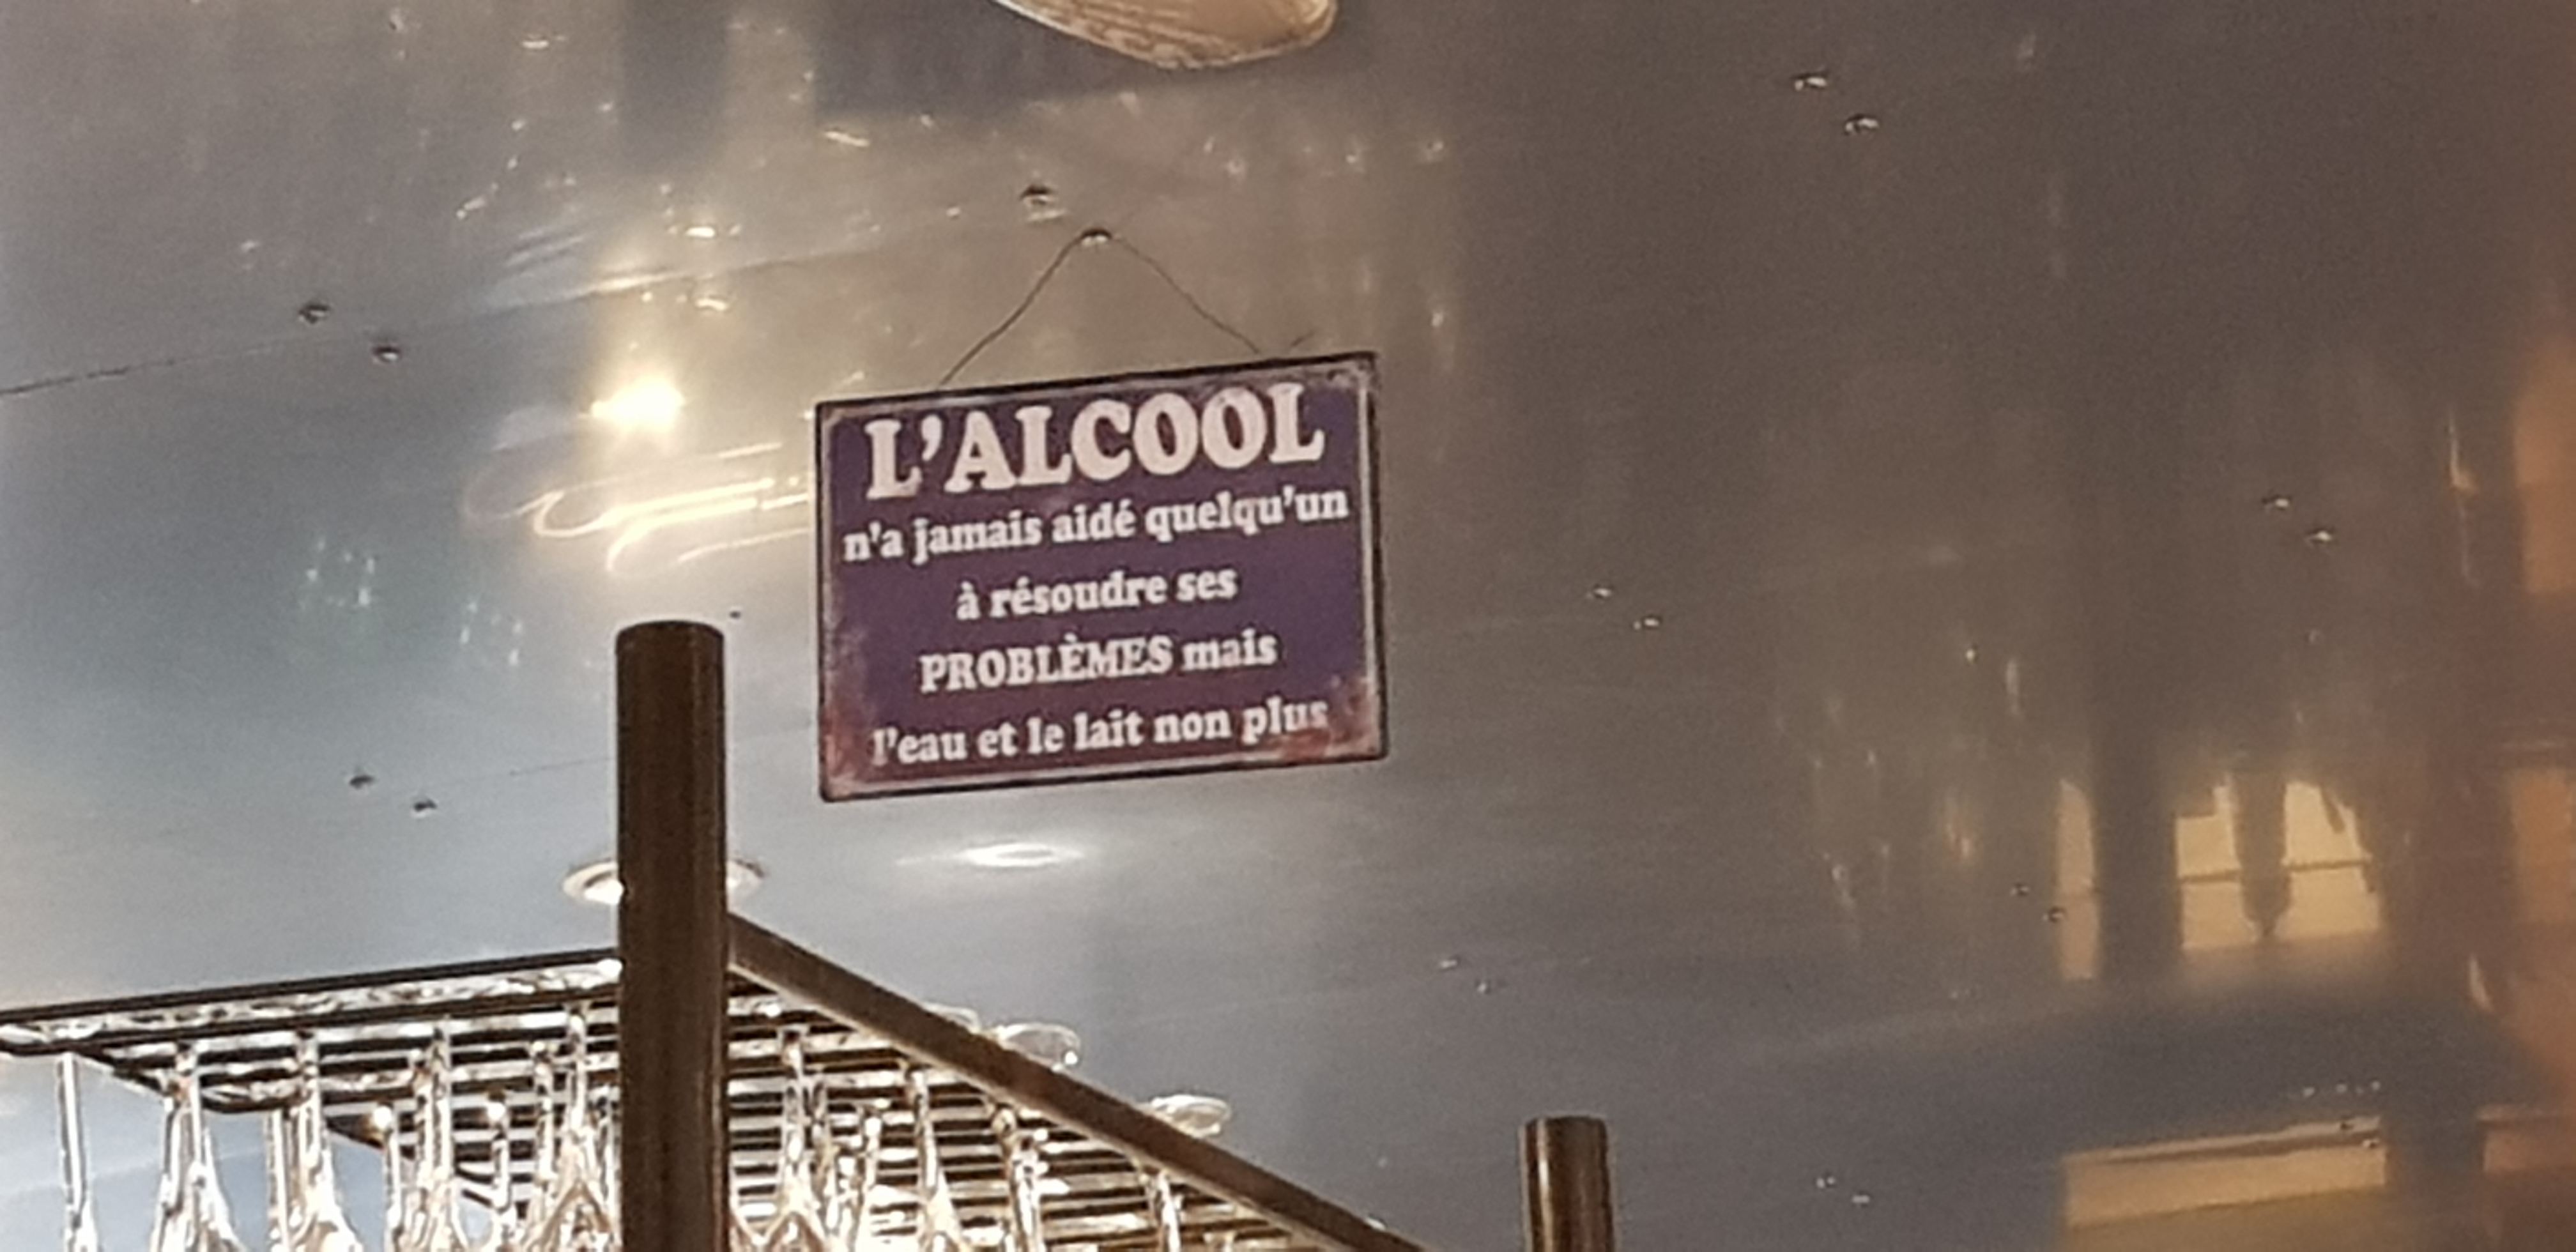 L'ALCOOL
n'a jamais aidé quelqu'un
à résoudre ses
PROBLÈMES mais
l'eau et le lait non plus